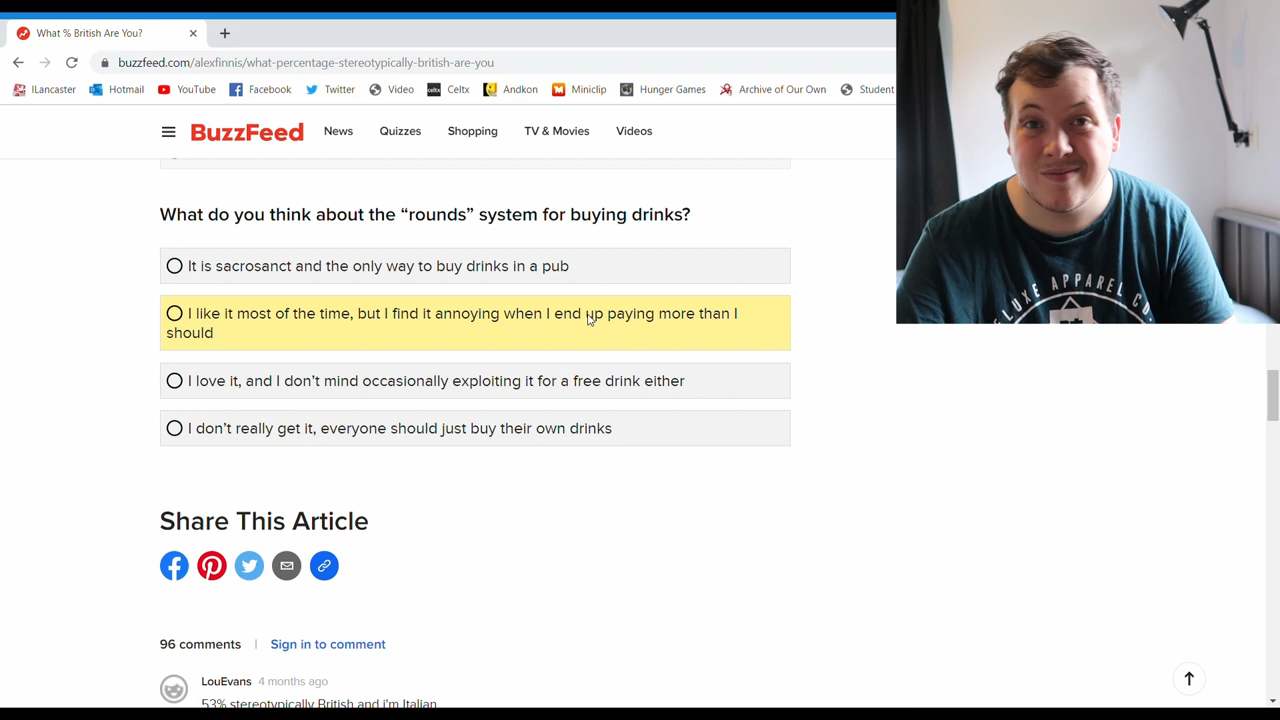 What % British Are You?
buzzfeed.com/alexfinnis/what-percentage-stereotypically-british-are-you
ILancaster Hotmail YouTube Facebook Twitter Video celtx Celtx Andkon Miniclip Hunger Games Archive of Our Own Student
BuzzFeed News Quizzes Shopping TV & Movies Videos
What do you think about the “rounds” system for buying drinks?
It is sacrosanct and the only way to buy drinks in a pub
I like it most of the time, but I find it annoying when I end up paying more than I
should
I love it, and I don’t mind occasionally exploiting it for a free drink either
I don’t really get it, everyone should just buy their own drinks
Share This Article
96 comments | Sign in to comment
LouEvans 4 months ago
53% stereotypically British and i'm Italian
APPAREL CO.